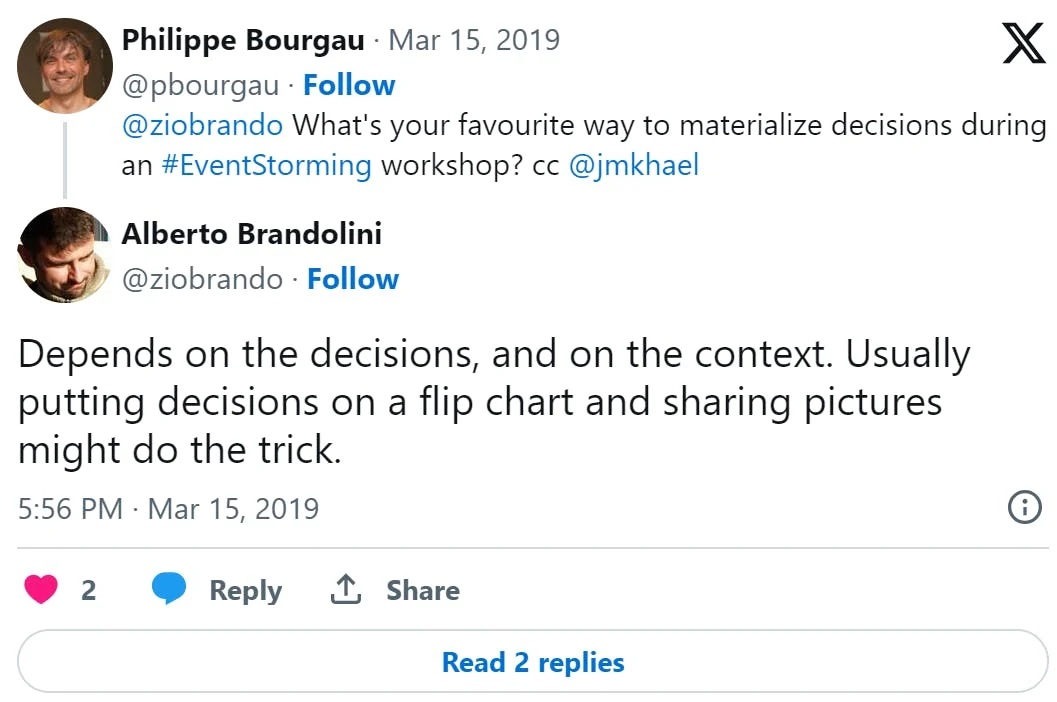 Philippe Bourgau · Mar 15, 2019
@pbourgau · Follow
@ziobrando What's your favourite way to materialize decisions during
an #EventStorming workshop? cc @jmkhael
Alberto Brandolini
@ziobrando · Follow
Depends on the decisions, and on the context. Usually
putting decisions on a flip chart and sharing pictures
might do the trick.
5:56 PM · Mar 15, 2019
2 Reply Share
Read 2 replies